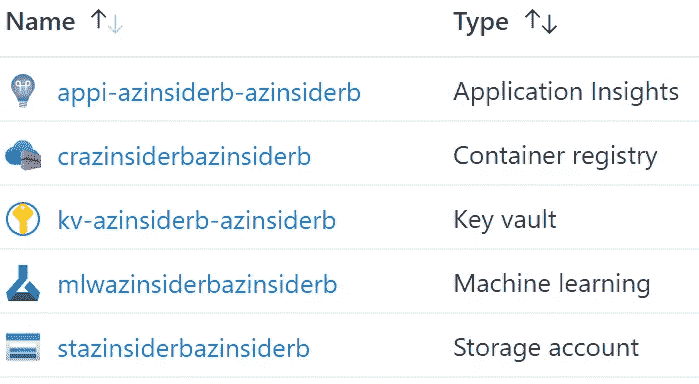 Name ↑↓ Type ↑↓
appi-azinsiderb-azinsiderb Application Insights
crazinsiderbazinsiderb Container registry
kv-azinsiderb-azinsiderb Key vault
mlwazinsiderbazinsiderb Machine learning
stazinsiderbazinsiderb Storage account